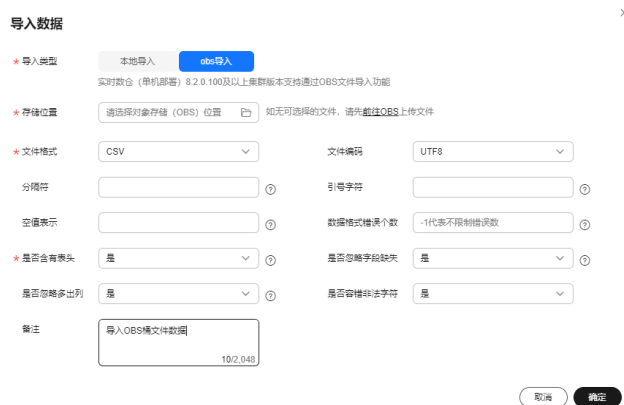 导入数据
* 导入类型 本地导入 obs导入
实时数仓（单机部署）8.2.0.100及以上集群版本支持通过OBS文件导入功能
* 存储位置 请选择对象存储（OBS）位置 如无可选择的文件，请先前往OBS上传文件
* 文件格式 CSV 文件编码 UTF8
分隔符 引号字符
空值表示 数据格式错误个数 -1代表不限制错误数
* 是否含有表头 是 是否忽略字段缺失 是
是否忽略多出列 是 是否容错非法字符 是
备注 导入OBS桶文件数据
10/2,048
取消 确定